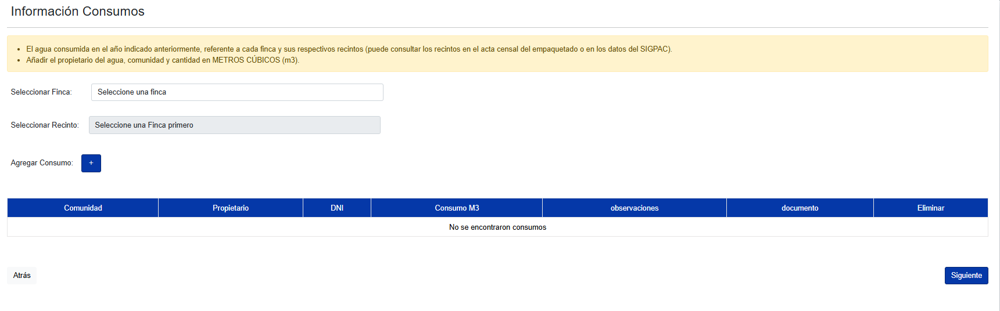 Información Consumos
El agua consumida en el año indicado anteriormente, referente a cada finca y sus respectivos recintos (puede consultar los recintos en el acta censal del empaquetado o en los datos del SIGPAC).
Añadir el propietario del agua, comunidad y cantidad en METROS CÚBICOS (m3).
Seleccionar Finca: Seleccione una finca
Seleccionar Recinto: Seleccione una Finca primero
Agregar Consumo: +
Comunidad Propietario DNI Consumo M3 observaciones documento Eliminar
No se encontraron consumos
Atrás Siguiente